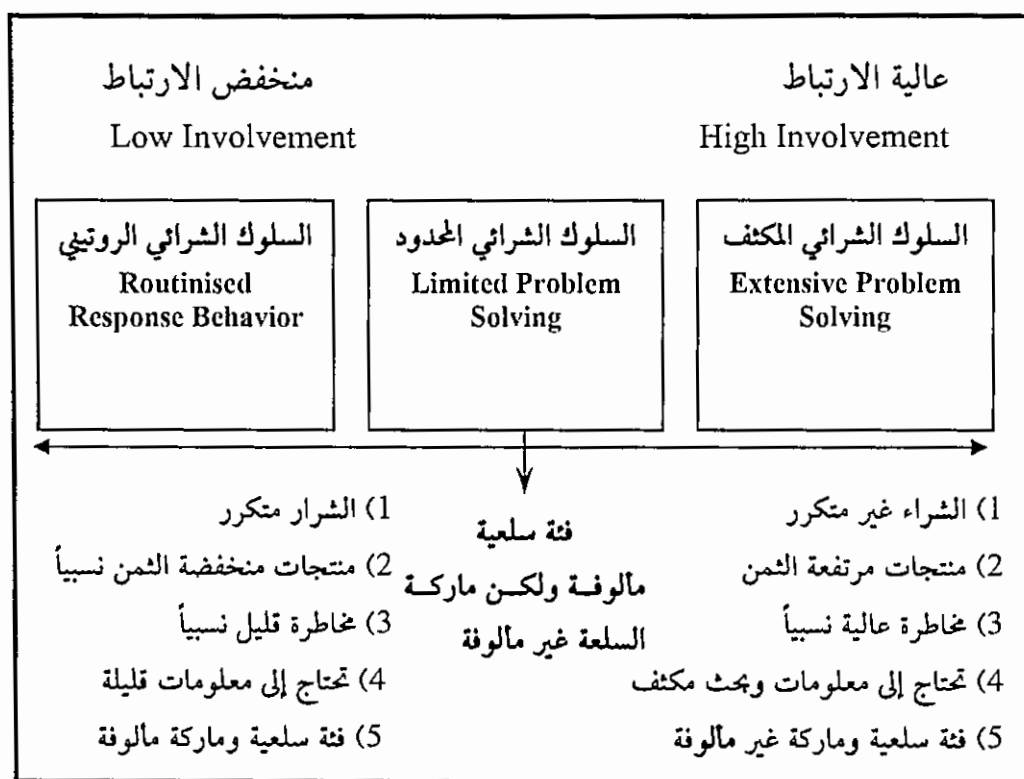 عالية الارتباط
High Involvement
منخفض الارتباط
Low Involvement
السلوك الشرائي المكثف
Extensive Problem
Solving
السلوك الشرائي المحدود
Limited Problem
Solving
السلوك الشرائي الروتيني
Routinised
Response Behavior
1) الشراء غير متكرر
2) منتجات مرتفعة الثمن
3) مخاطرة عالية نسبياً
4) تحتاج إلى معلومات وبحث مكثف
5) فئة سلعية وماركة غير مألوفة
فئة سلعية
مألوفة ولكن ماركة
السلعة غير مألوفة
1) الشرار متكرر
2) منتجات منخفضة الثمن نسبياً
3) مخاطرة قليل نسبياً
4) تحتاج إلى معلومات قليلة
5) فئة سلعية وماركة مألوفة